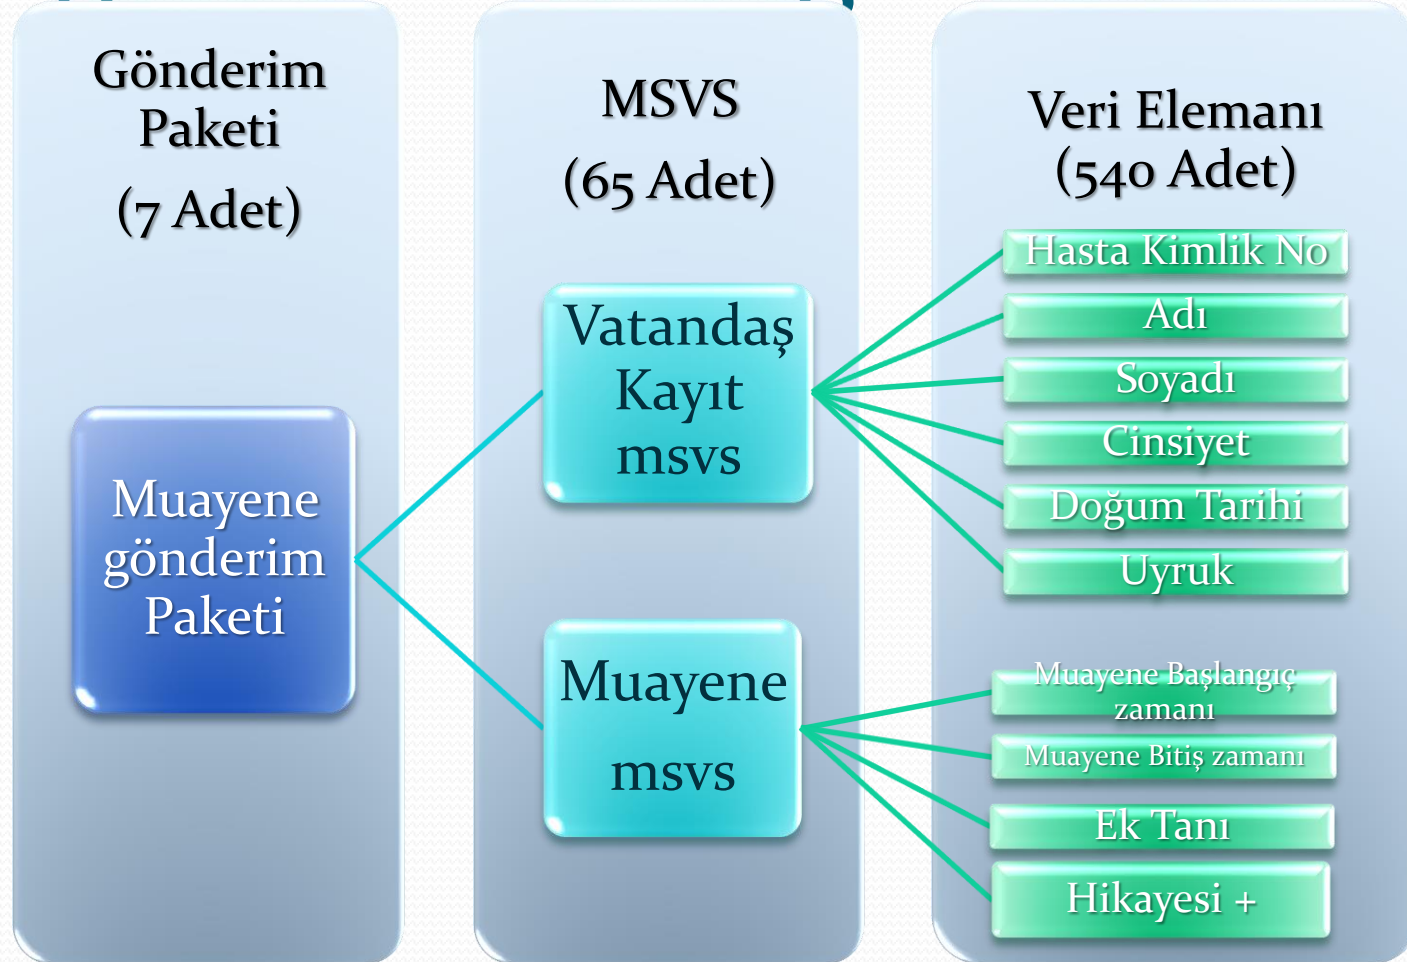 Gönderim
Paketi
(7 Adet)
Muayene
gönderim
Paketi
MSVS
(65 Adet)
Vatandaş
Kayıt
msvs
Muayene
msvs
Veri Elemanı
(540 Adet)
Hasta Kimlik No
Adı
Soyadı
Cinsiyet
Doğum Tarihi
Uyruk
Muayene Başlangıç
zamanı
Muayene Bitiş zamanı
Ek Tanı
Hikayesi +